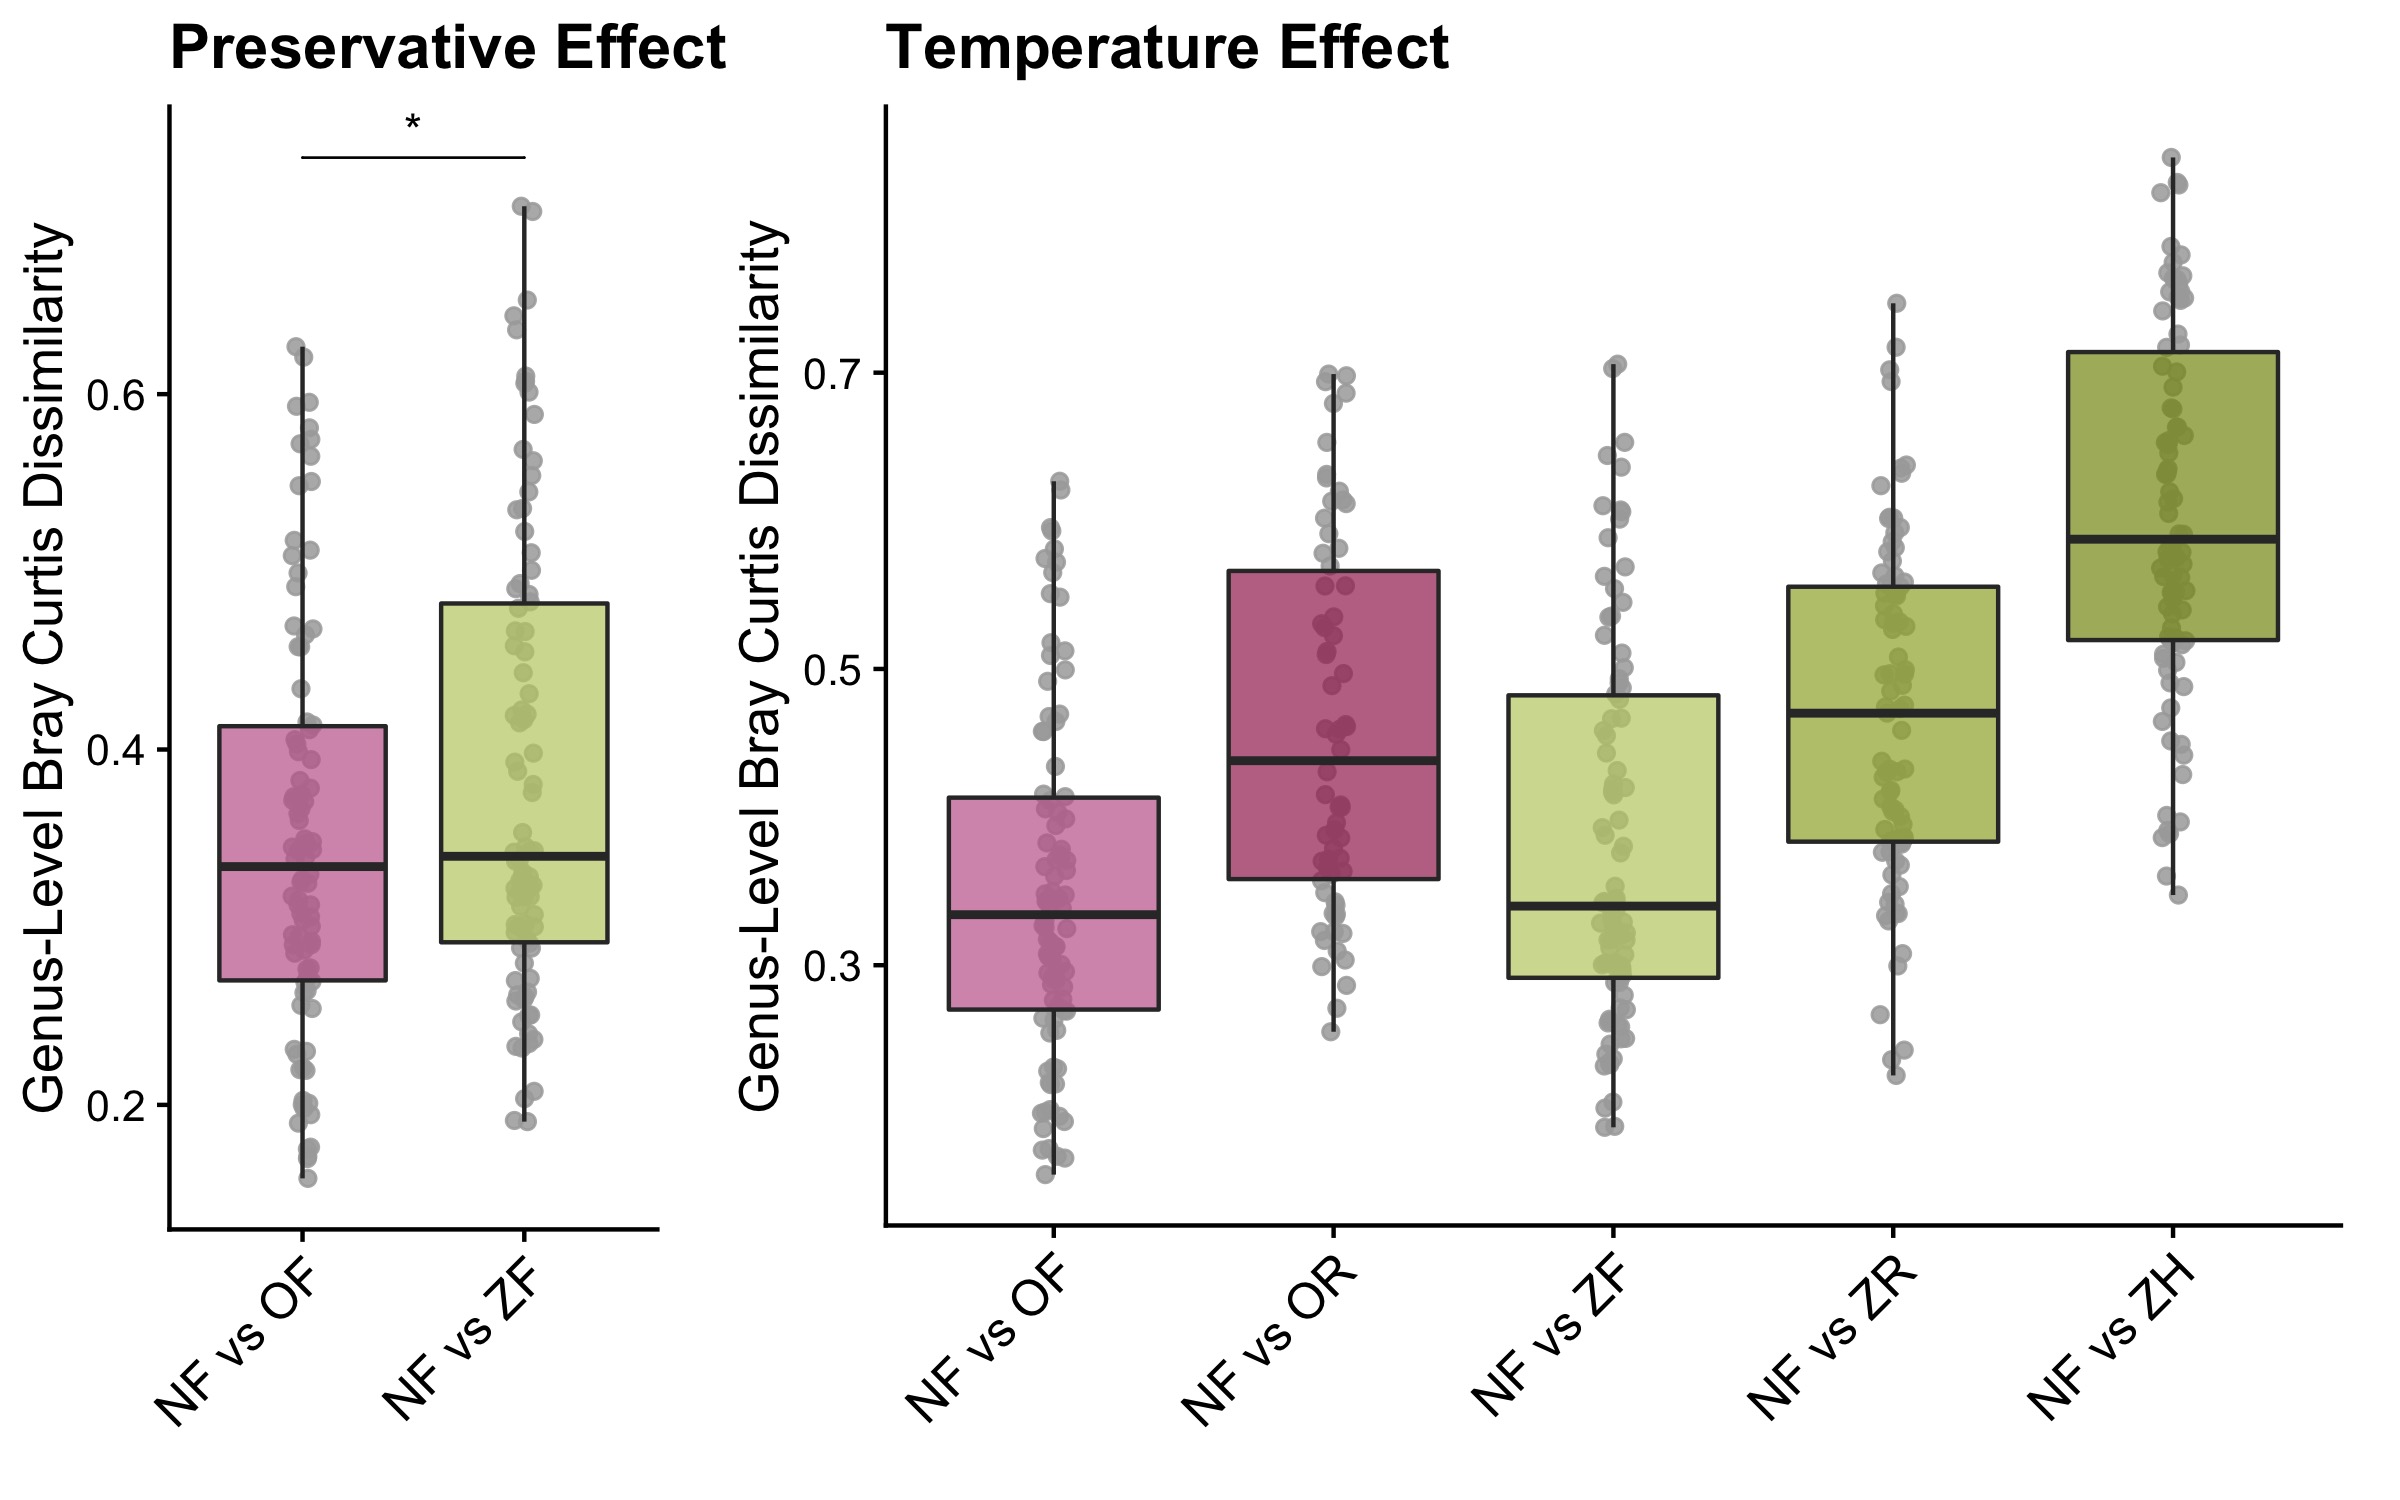 Preservative Effect
Genus-Level Bray Curtis Dissimilarity
*
0.6
0.4
0.2
NF vs OF
NF vs ZF
Temperature Effect
Genus-Level Bray Curtis Dissimilarity
0.7
0.5
0.3
NF vs OF
NF vs OR
NF vs ZF
NF vs ZR
NF vs ZH